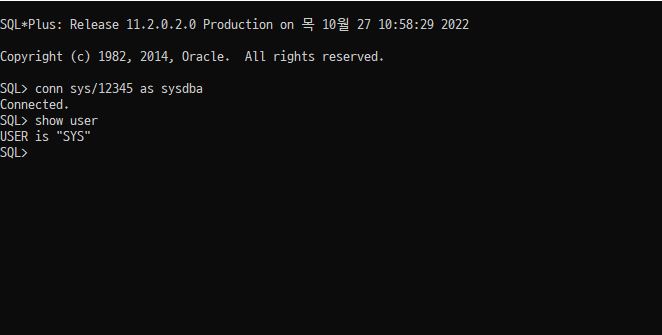 SQL*Plus: Release 11.2.0.2.0 Production on 목 10월 27 10:58:29 2022
Copyright (c) 1982, 2014, Oracle.  All rights reserved.
SQL> conn sys/12345 as sysdba
Connected.
SQL> show user
USER is "SYS"
SQL>